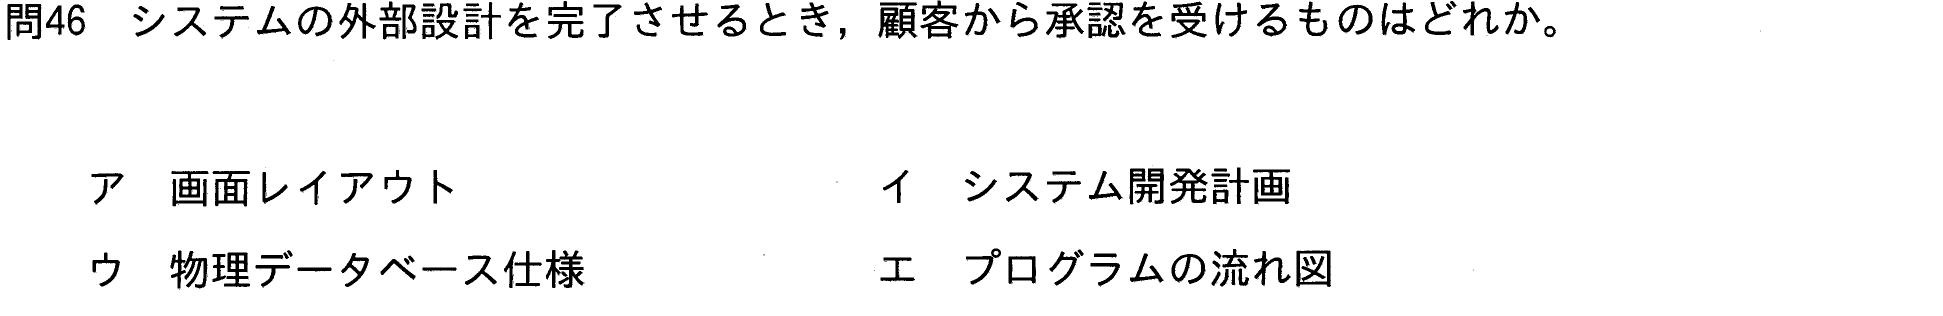 問46　システムの外部設計を完了させるとき，顧客から承認を受けるものはどれか。
ア　画面レイアウト　イ　システム開発計画
ウ　物理データベース仕様　エ　プログラムの流れ図